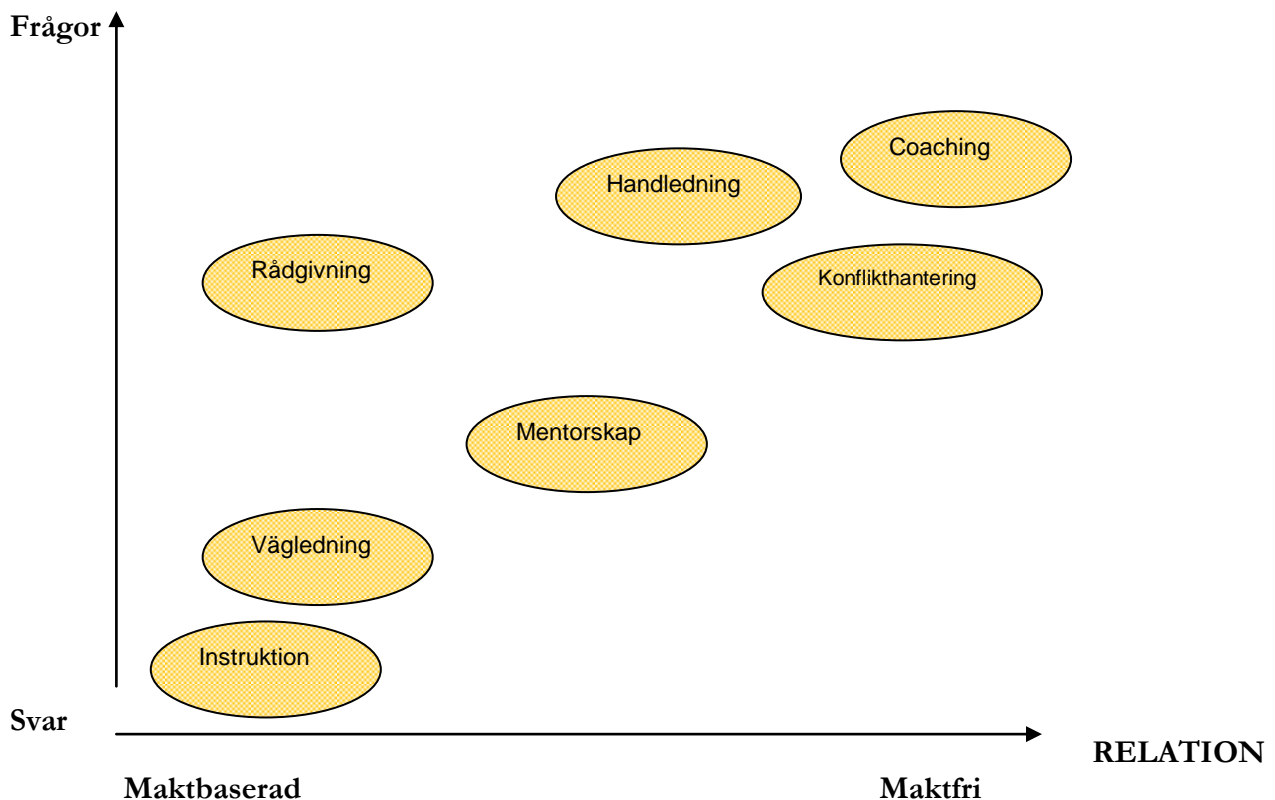 Frågor
Coaching
Handledning
Rådgivning
Konflikthantering
Mentorskap
Vägledning
Instruktion
Svar
RELATION
Maktbaserad
Maktfri